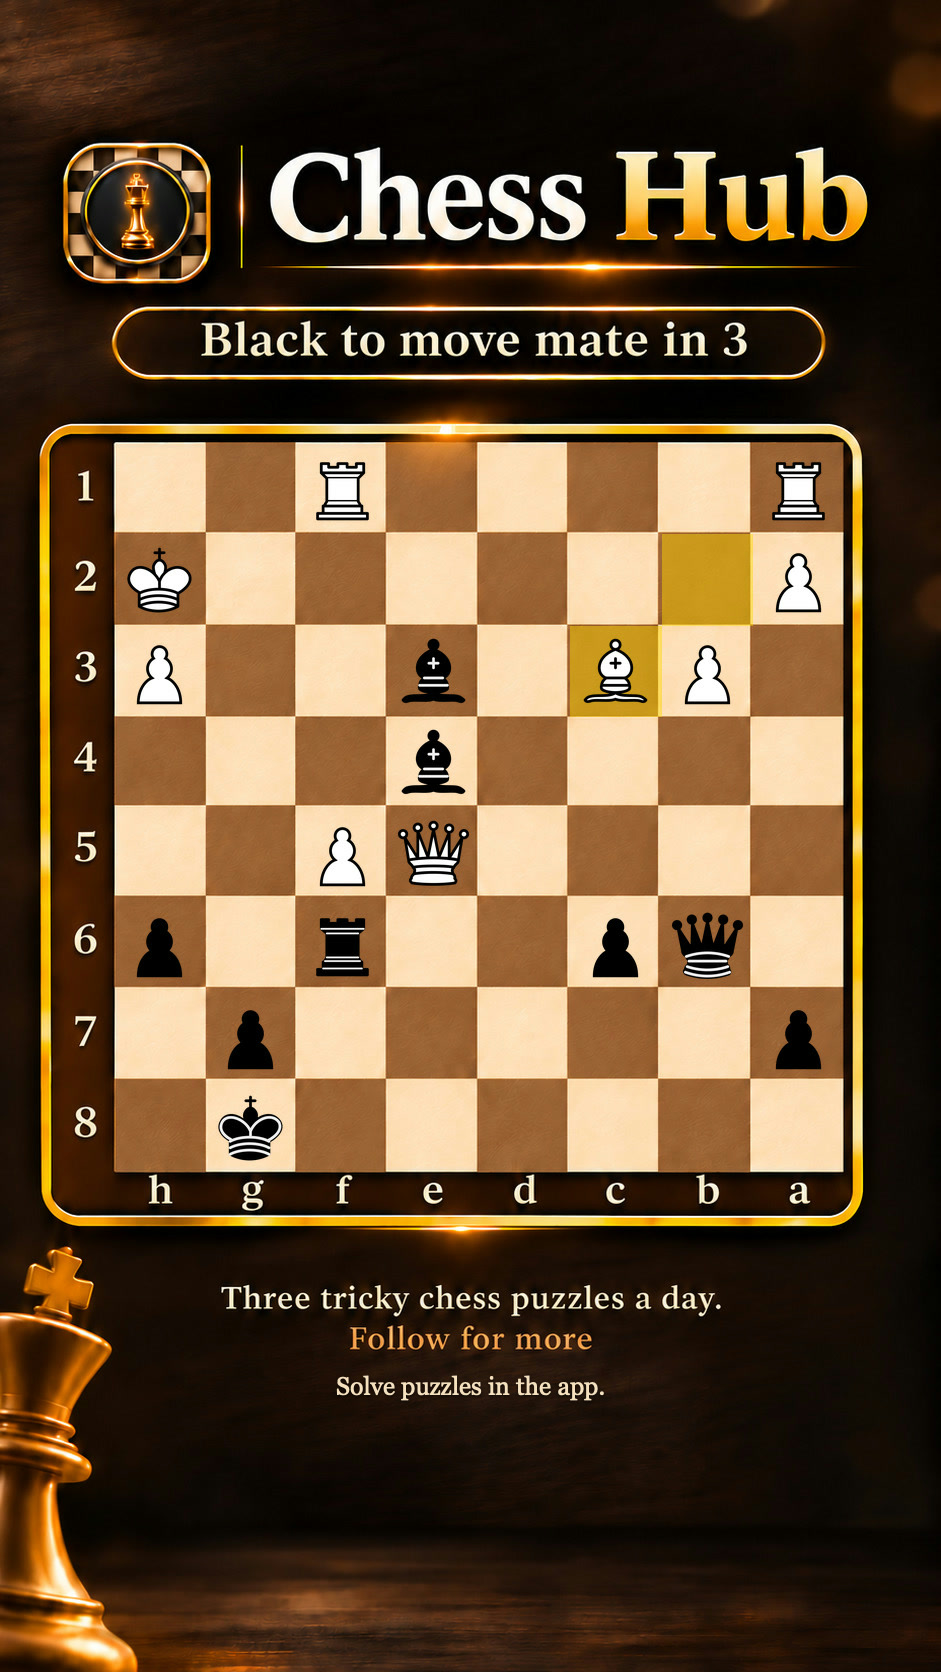 Chess Hub
Black to move mate in 3
1
2
3
4
5
6
7
8
h g f e d c b a
Three tricky chess puzzles a day.
Follow for more
Solve puzzles in the app.